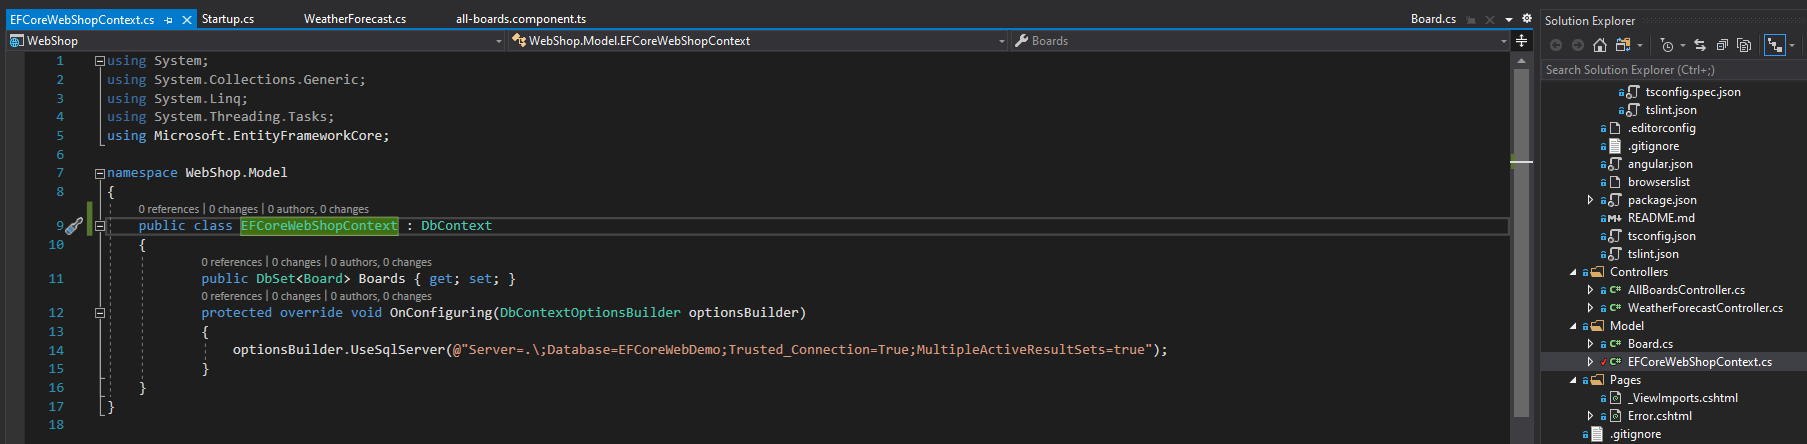 EFCoreWebShopContext.cs Startup.cs WeatherForecast.cs all-boards.component.ts Board.cs
WebShop WebShop.Model.EFCoreWebShopContext Boards
1 using System;
2 using System.Collections.Generic;
3 using System.Linq;
4 using System.Threading.Tasks;
5 using Microsoft.EntityFrameworkCore;
6
7 namespace WebShop.Model
8 {
0 references | 0 changes | 0 authors, 0 changes
9 public class EFCoreWebShopContext : DbContext
10 {
0 references | 0 changes | 0 authors, 0 changes
11 public DbSet<Board> Boards { get; set; }
0 references | 0 changes | 0 authors, 0 changes
12 protected override void OnConfiguring(DbContextOptionsBuilder optionsBuilder)
13 {
14 optionsBuilder.UseSqlServer(@"Server=.\;Database=EFCoreWebDemo;Trusted_Connection=True;MultipleActiveResultSets=true");
15 }
16 }
17 }
18
Solution Explorer
Search Solution Explorer (Ctrl+;)
tsconfig.spec.json
tslint.json
.editorconfig
.gitignore
angular.json
browserslist
package.json
README.md
tsconfig.json
tslint.json
Controllers
C# AllBoardsController.cs
C# WeatherForecastController.cs
Model
C# Board.cs
C# EFCoreWebShopContext.cs
Pages
_ViewImports.cshtml
Error.cshtml
.gitignore